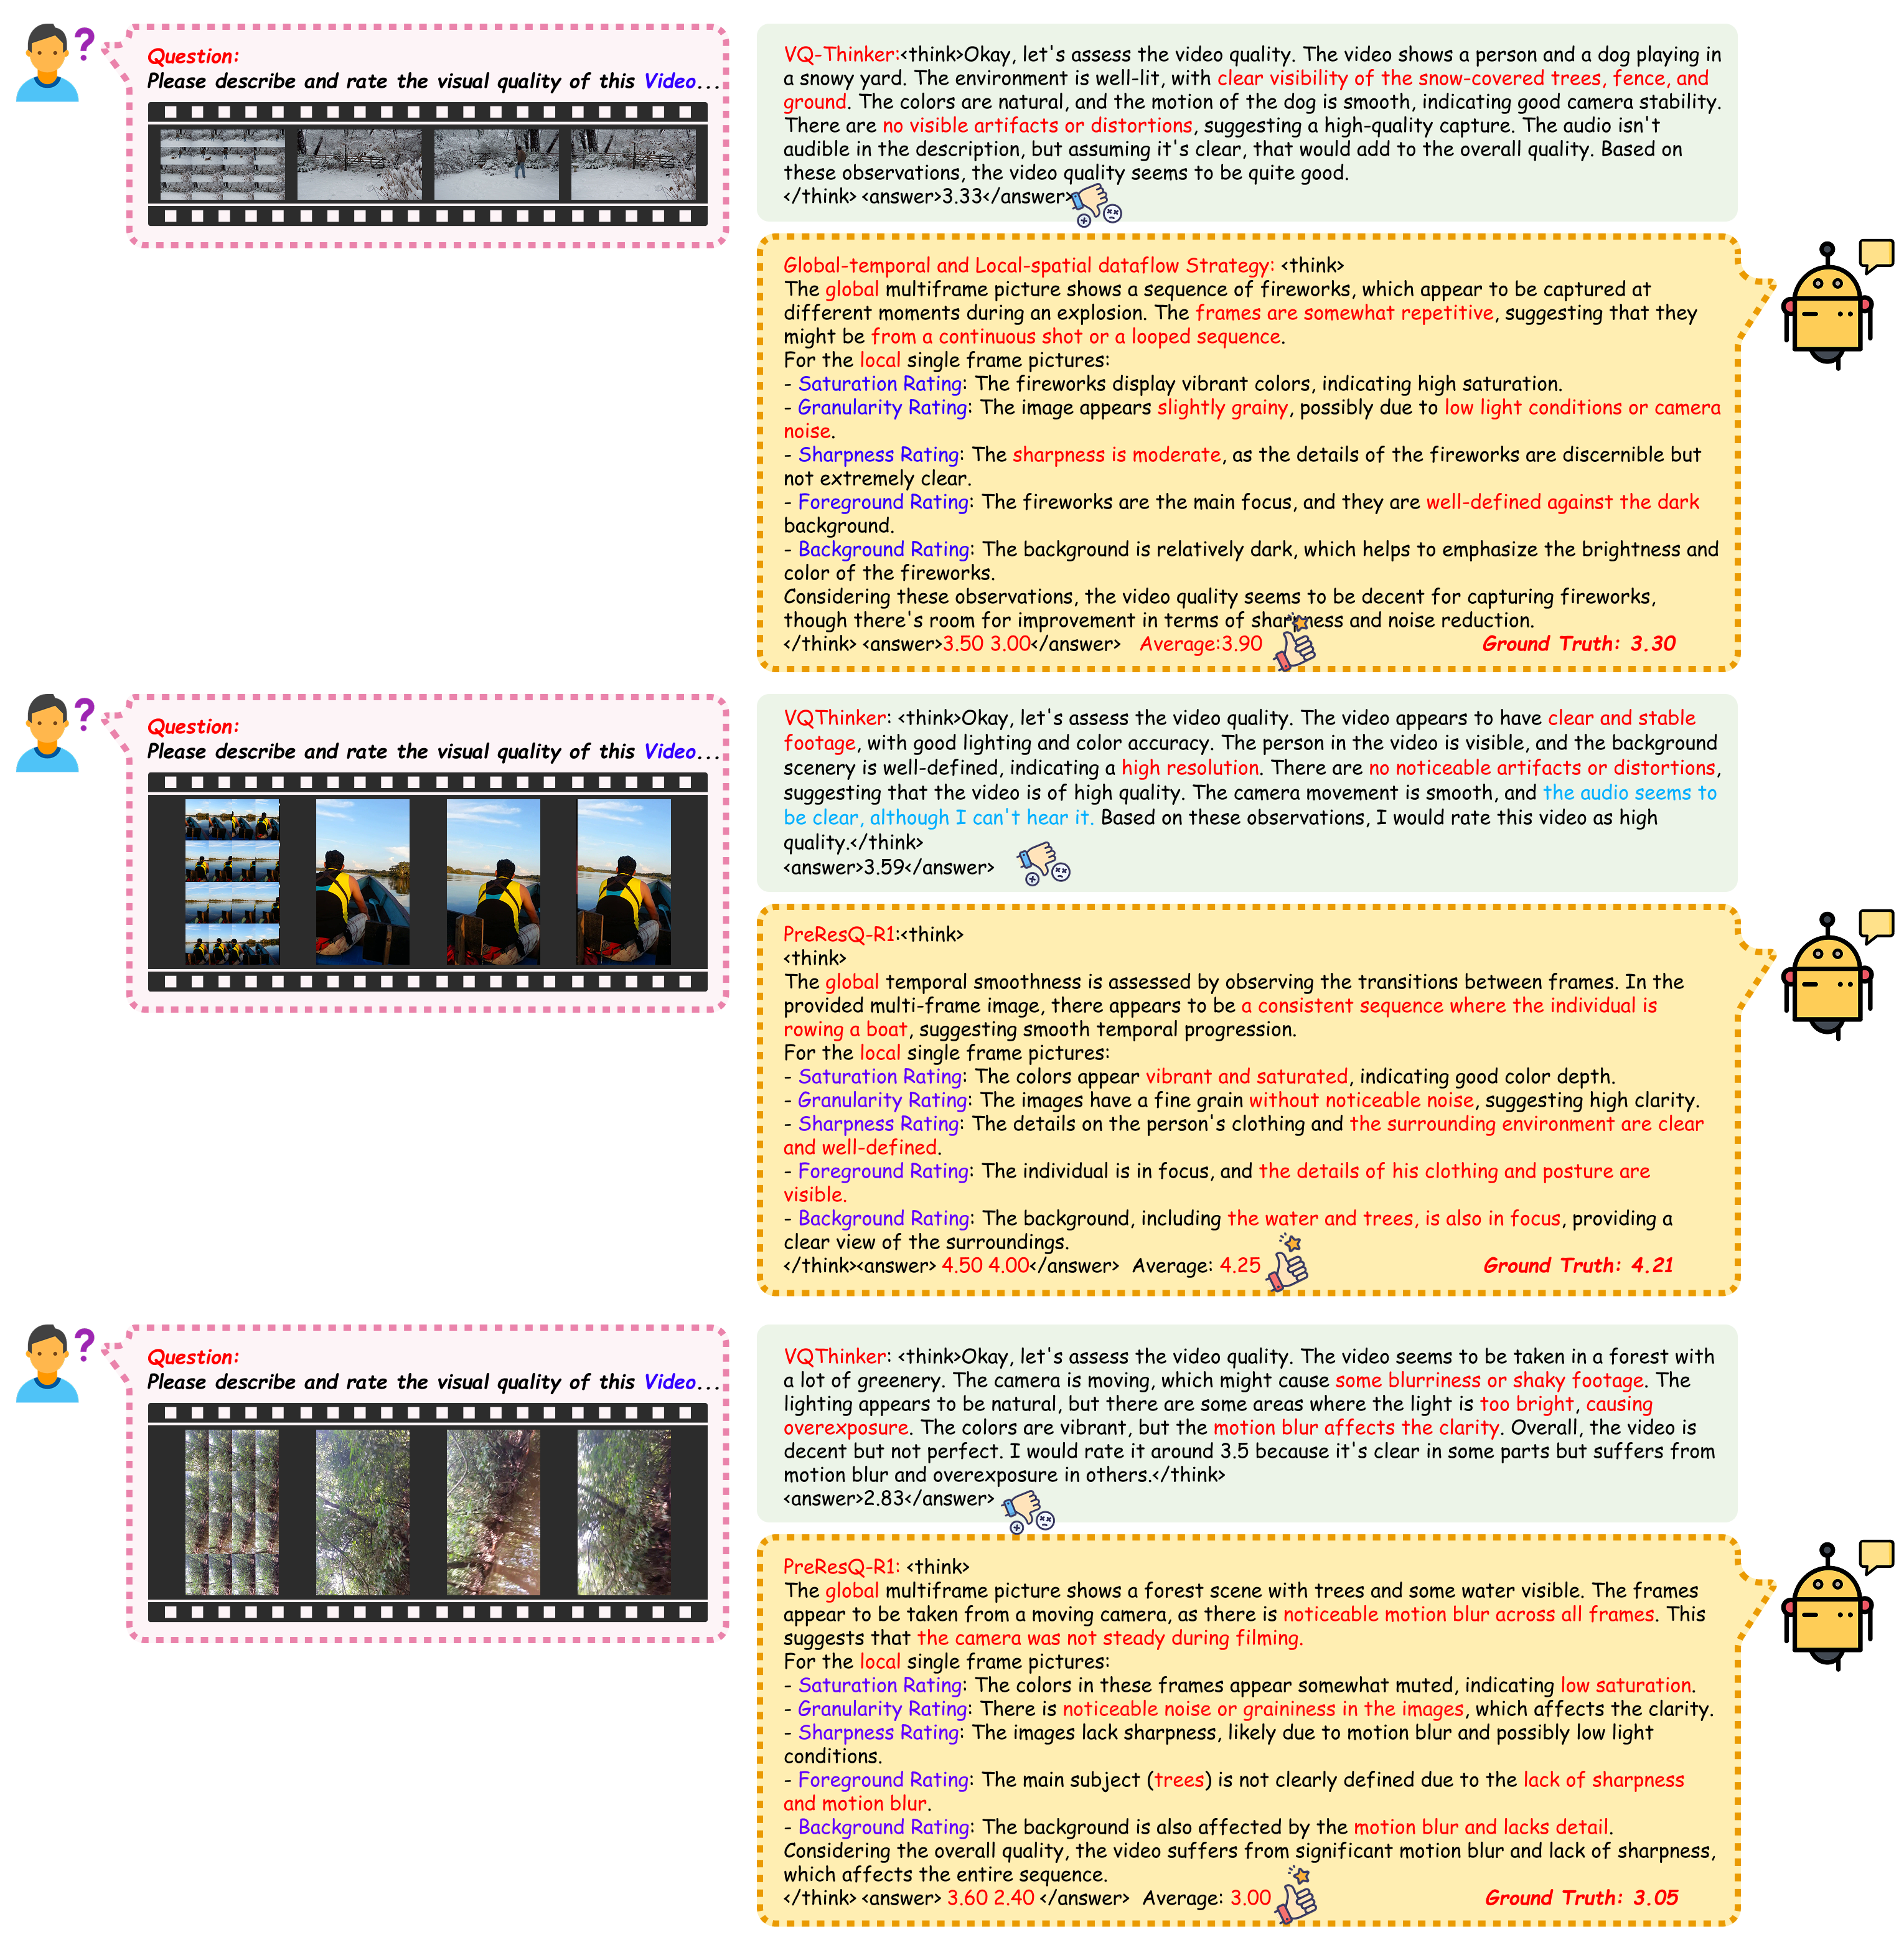 Question:
Please describe and rate the visual quality of this Video...
VQ-Thinker:<think>Okay, let's assess the video quality. The video shows a person and a dog playing in
a snowy yard. The environment is well-lit, with clear visibility of the snow-covered trees, fence, and
ground. The colors are natural, and the motion of the dog is smooth, indicating good camera stability.
There are no visible artifacts or distortions, suggesting a high-quality capture. The audio isn't
audible in the description, but assuming it's clear, that would add to the overall quality. Based on
these observations, the video quality seems to be quite good.
</think> <answer>3.33</answer>
Global-temporal and Local-spatial dataflow Strategy: <think>
The global multiframe picture shows a sequence of fireworks, which appear to be captured at
different moments during an explosion. The frames are somewhat repetitive, suggesting that they
might be from a continuous shot or a looped sequence.
For the local single frame pictures:
- Saturation Rating: The fireworks display vibrant colors, indicating high saturation.
- Granularity Rating: The image appears slightly grainy, possibly due to low light conditions or camera
noise.
- Sharpness Rating: The sharpness is moderate, as the details of the fireworks are discernible but
not extremely clear.
- Foreground Rating: The fireworks are the main focus, and they are well-defined against the dark
background.
- Background Rating: The background is relatively dark, which helps to emphasize the brightness and
color of the fireworks.
Considering these observations, the video quality seems to be decent for capturing fireworks,
though there's room for improvement in terms of sharpness and noise reduction.
</think> <answer>3.50 3.00</answer> Average:3.90 Ground Truth: 3.30
Question:
Please describe and rate the visual quality of this Video...
VQThinker: <think>Okay, let's assess the video quality. The video appears to have clear and stable
footage, with good lighting and color accuracy. The person in the video is visible, and the background
scenery is well-defined, indicating a high resolution. There are no noticeable artifacts or distortions,
suggesting that the video is of high quality. The camera movement is smooth, and the audio seems to
be clear, although I can't hear it. Based on these observations, I would rate this video as high
quality.</think>
<answer>3.59</answer>
PreResQ-R1:<think>
<think>
The global temporal smoothness is assessed by observing the transitions between frames. In the
provided multi-frame image, there appears to be a consistent sequence where the individual is
rowing a boat, suggesting smooth temporal progression.
For the local single frame pictures:
- Saturation Rating: The colors appear vibrant and saturated, indicating good color depth.
- Granularity Rating: The images have a fine grain without noticeable noise, suggesting high clarity.
- Sharpness Rating: The details on the person's clothing and the surrounding environment are clear
and well-defined.
- Foreground Rating: The individual is in focus, and the details of his clothing and posture are
visible.
- Background Rating: The background, including the water and trees, is also in focus, providing a
clear view of the surroundings.
</think><answer> 4.50 4.00</answer> Average: 4.25 Ground Truth: 4.21
Question:
Please describe and rate the visual quality of this Video...
VQThinker: <think>Okay, let's assess the video quality. The video seems to be taken in a forest with
a lot of greenery. The camera is moving, which might cause some blurriness or shaky footage. The
lighting appears to be natural, but there are some areas where the light is too bright, causing
overexposure. The colors are vibrant, but the motion blur affects the clarity. Overall, the video is
decent but not perfect. I would rate it around 3.5 because it's clear in some parts but suffers from
motion blur and overexposure in others.</think>
<answer>2.83</answer>
PreResQ-R1: <think>
The global multiframe picture shows a forest scene with trees and some water visible. The frames
appear to be taken from a moving camera, as there is noticeable motion blur across all frames. This
suggests that the camera was not steady during filming.
For the local single frame pictures:
- Saturation Rating: The colors in these frames appear somewhat muted, indicating low saturation.
- Granularity Rating: There is noticeable noise or graininess in the images, which affects the clarity.
- Sharpness Rating: The images lack sharpness, likely due to motion blur and possibly low light
conditions.
- Foreground Rating: The main subject (trees) is not clearly defined due to the lack of sharpness
and motion blur.
- Background Rating: The background is also affected by the motion blur and lacks detail.
Considering the overall quality, the video suffers from significant motion blur and lack of sharpness,
which affects the entire sequence.
</think> <answer> 3.60 2.40 </answer> Average: 3.00 Ground Truth: 3.05